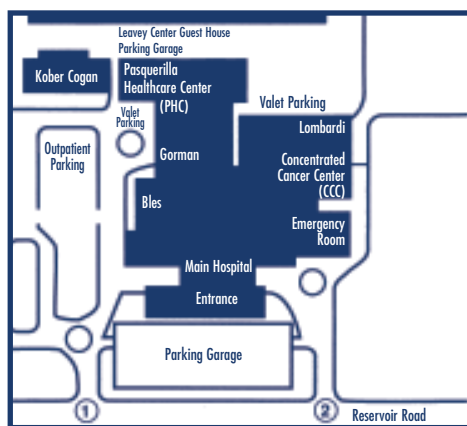 Leavey Center Guest House
Parking Garage
Kober Cogan
Pasquerilla
Healthcare Center
(PHC)
Valet Parking
Lombardi
Valet
Parking
Outpatient
Parking
Gorman
Concentrated
Cancer Center
(CCC)
Bles
Emergency
Room
Main Hospital
Entrance
Parking Garage
1
2
Reservoir Road